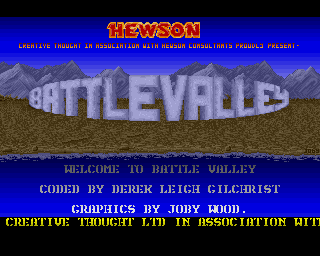 HEWSON
CREATIVE THOUGHT IN ASSOCIATION WITH HEWSON CONSULTANTS PROUDLY PRESENT-
BATTLEVALLEY
WELCOME TO BATTLE VALLEY
CODED BY DEREK LEIGH GILCHRIST
GRAPHICS BY JOBY WOOD.
CREATIVE THOUGHT LTD IN ASSOCIATION WIT